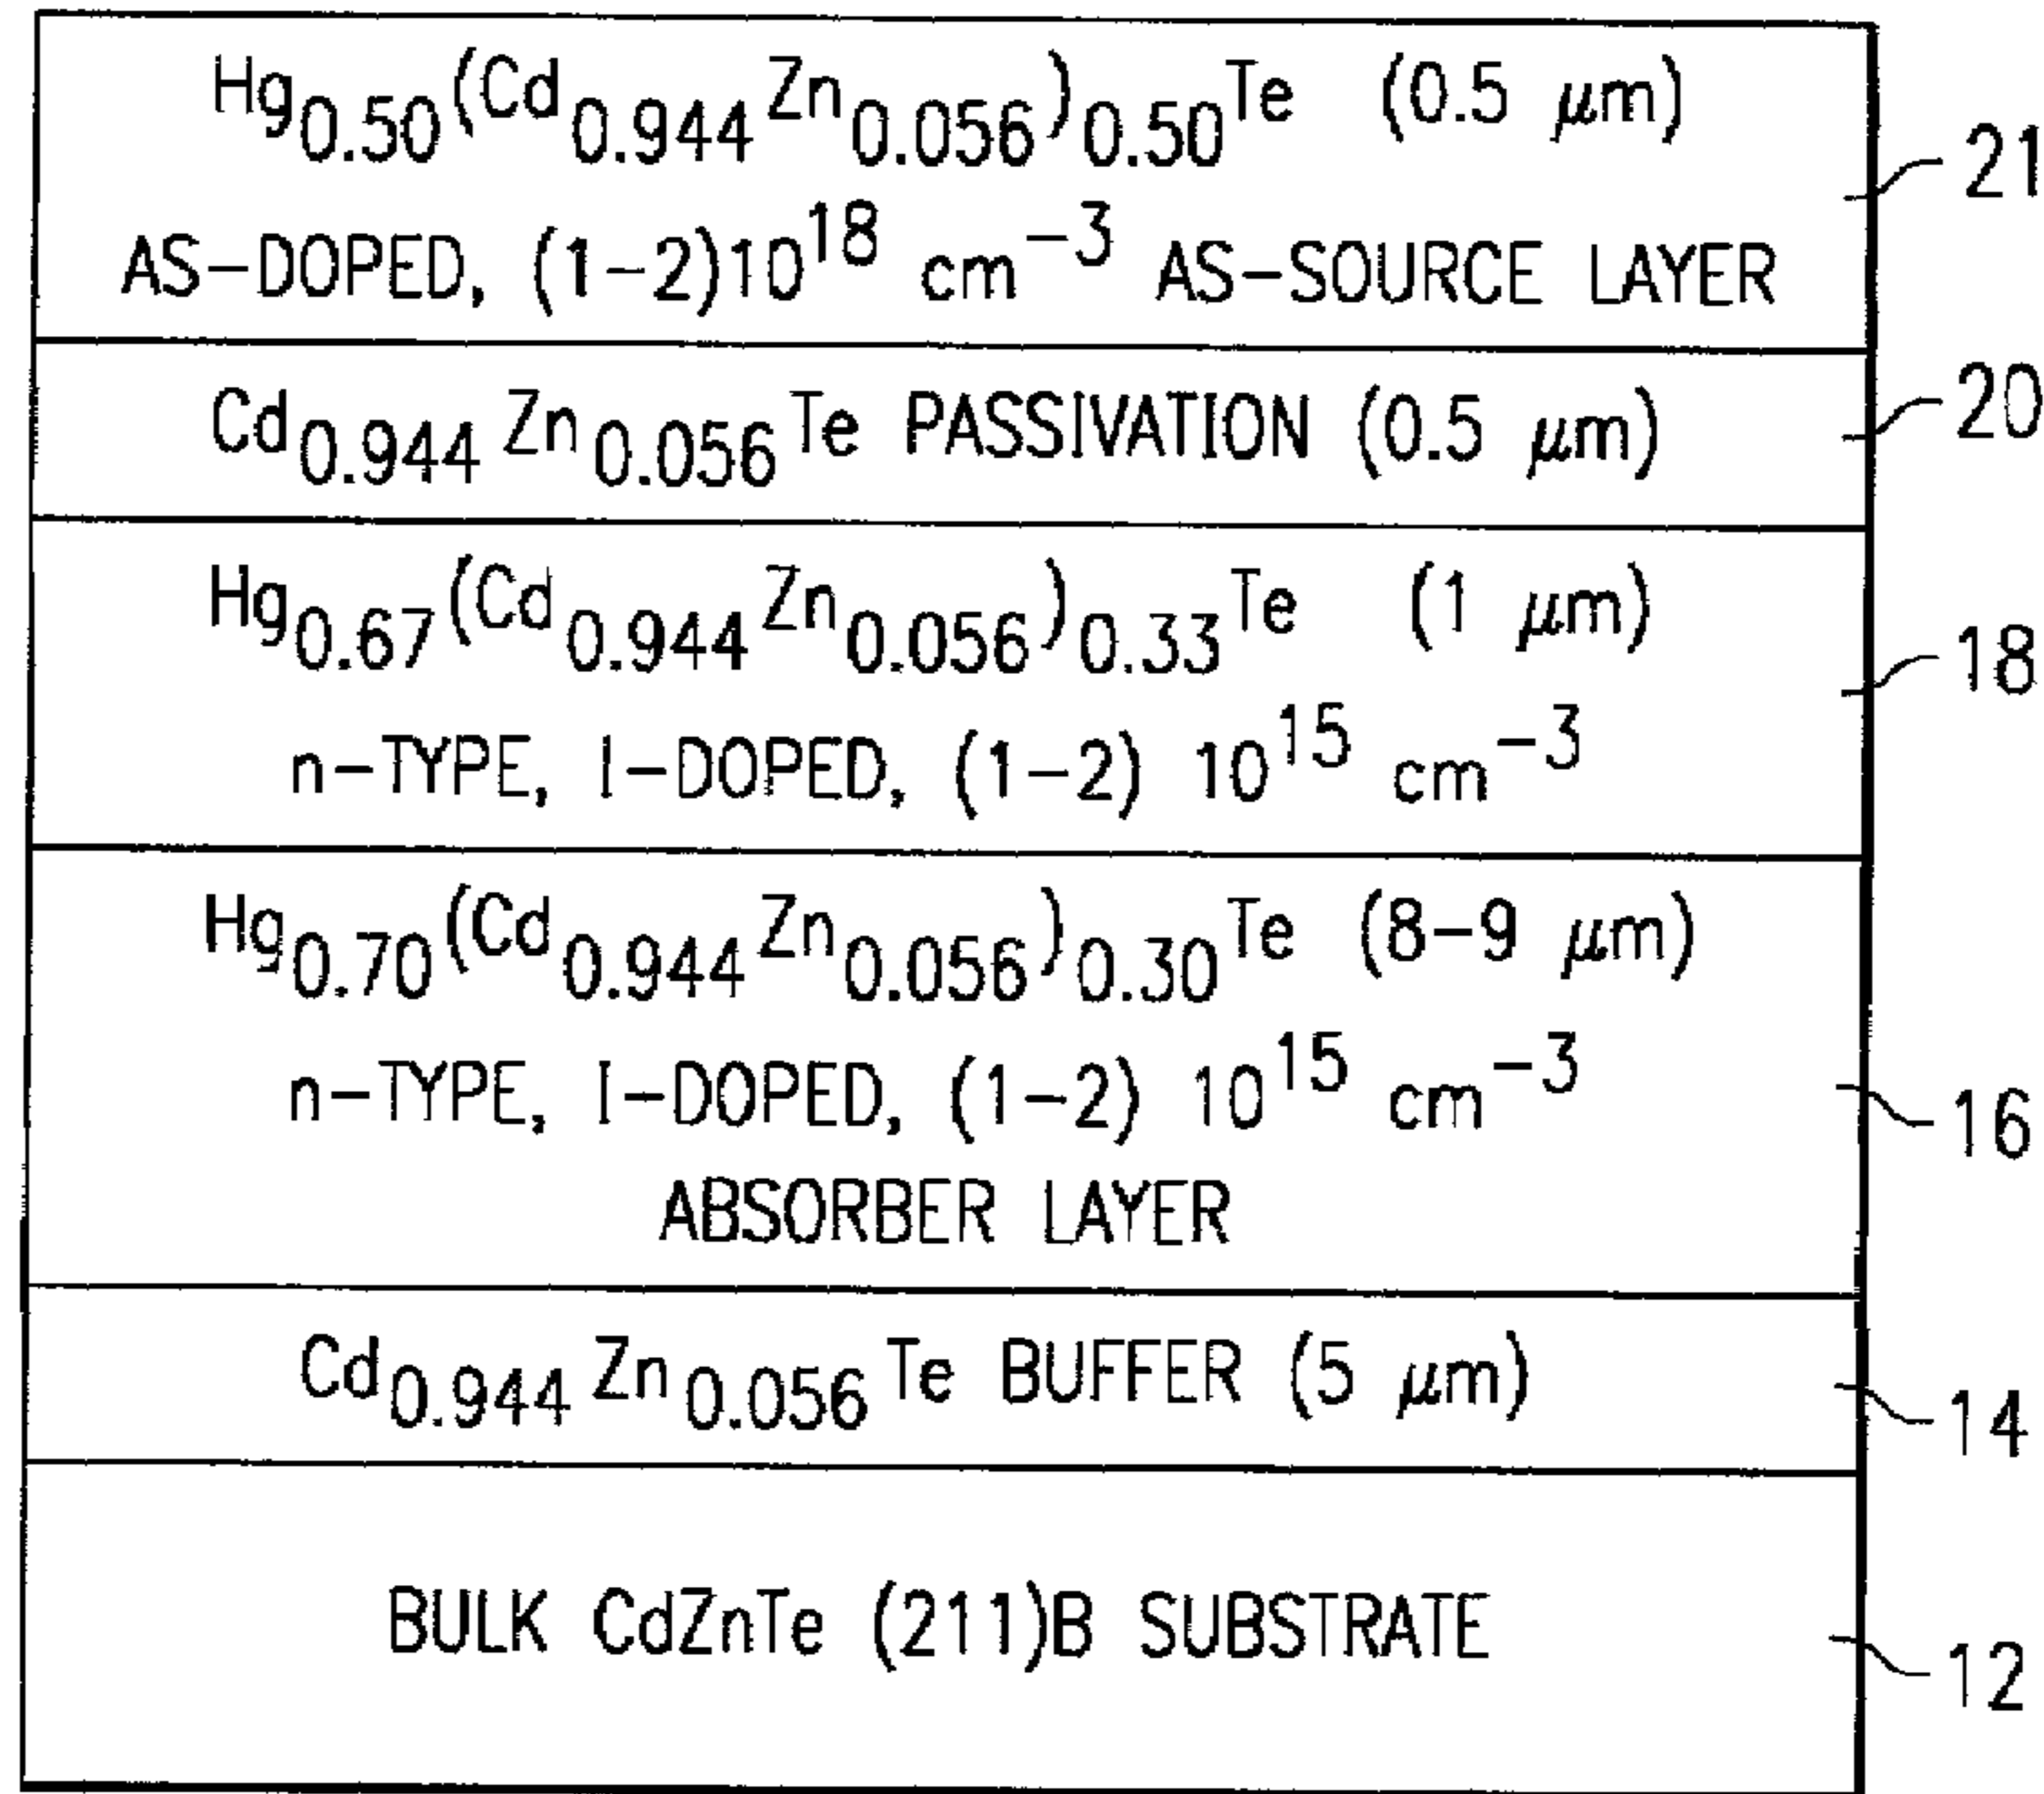 Hg0.50(Cd0.944Zn0.056)0.50Te (0.5 μm)
AS-DOPED, (1-2)10^18 cm^-3 AS-SOURCE LAYER
21
Cd0.944Zn0.056Te PASSIVATION (0.5 μm)
20
Hg0.67(Cd0.944Zn0.056)0.33Te (1 μm)
18
n-TYPE, I-DOPED, (1-2) 10^15 cm^-3
Hg0.70(Cd0.944Zn0.056)0.30Te (8-9 μm)
n-TYPE, I-DOPED, (1-2) 10^15 cm^-3
16
ABSORBER LAYER
Cd0.944Zn0.056Te BUFFER (5 μm)
14
BULK CdZnTe (211)B SUBSTRATE
12